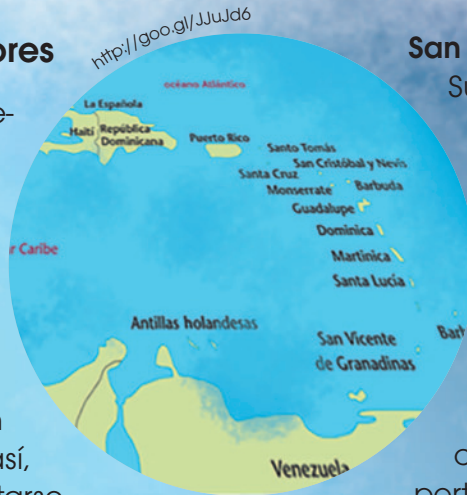 http://goo.gl/JJuJd6
ores
San
Su
e-
océano Atlántico
La Española
Haití República
Dominicana
Puerto Rico
Santo Tomás
San Cristóbal y Nevis
Santa Cruz
Monserrate Barbuda
Guadalupe
Dominica
r Caribe
Martinica
Santa Lucía
Antillas holandesas
San Vicente
de Granadinas
Barb
así,
Venezuela
port